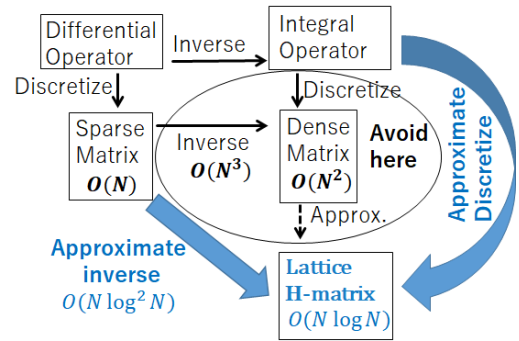 Differential
Operator
Inverse
Integral
Operator
Discretize
Discretize
Sparse
Matrix
O(N)
Inverse
O(N³)
Dense
Matrix
O(N²)
Avoid
here
Approximate
Discretize
Approx.
Approximate
inverse
O(N log² N)
Lattice
H-matrix
O(N log N)